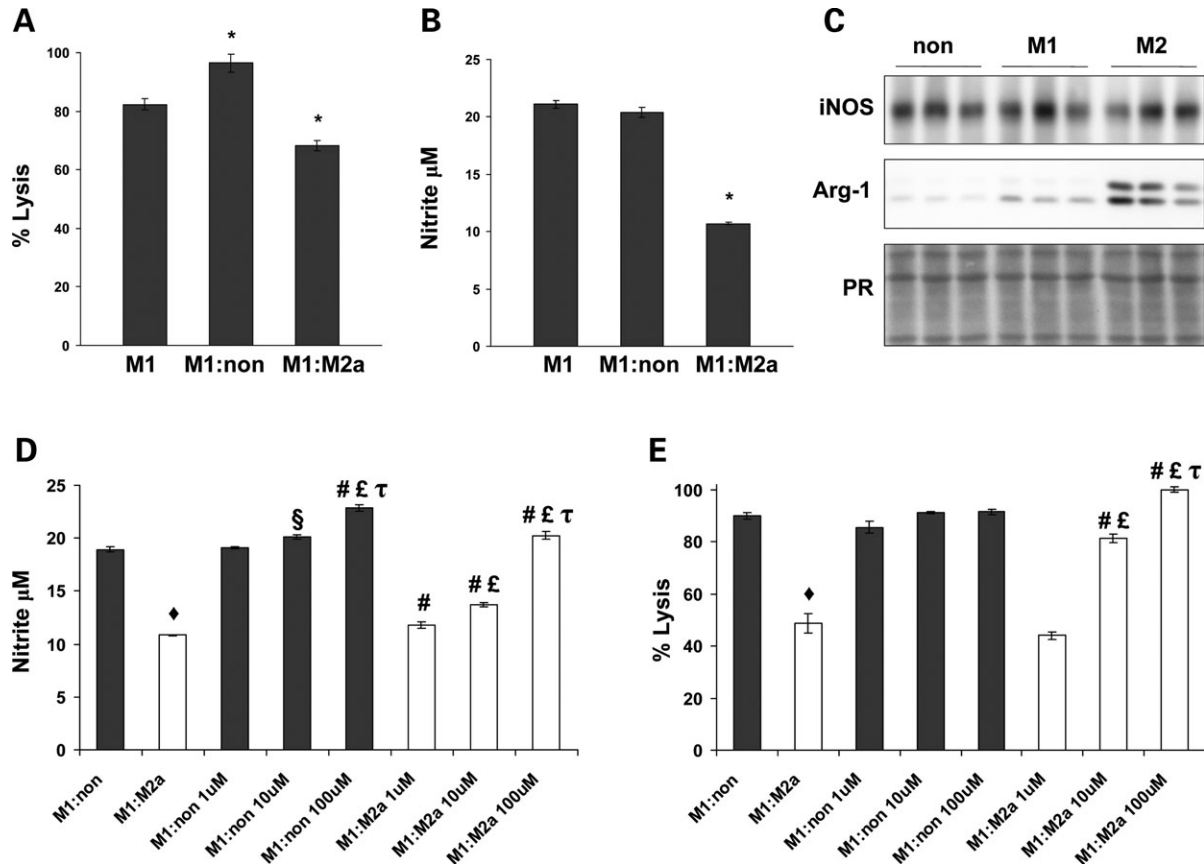 A
% Lysis
100
80
60
40
20
0
*
*
M1 M1:non M1:M2a
B
Nitrite µM
25
20
15
10
5
0
*
M1 M1:non M1:M2a
C
non M1 M2
iNOS
Arg-1
PR
D
Nitrite µM
25
20
15
10
5
0
♦
§
# £ τ
#
# £
# £ τ
M1:non
M1:M2a
M1:non 1uM
M1:non 10uM
M1:non 100uM
M1:M2a 1uM
M1:M2a 10uM
M1:M2a 100uM
E
% Lysis
100
80
60
40
20
0
♦
# £
# £ τ
M1:non
M1:M2a
M1:non 1uM
M1:non 10uM
M1:non 100uM
M1:M2a 1uM
M1:M2a 10uM
M1:M2a 100uM